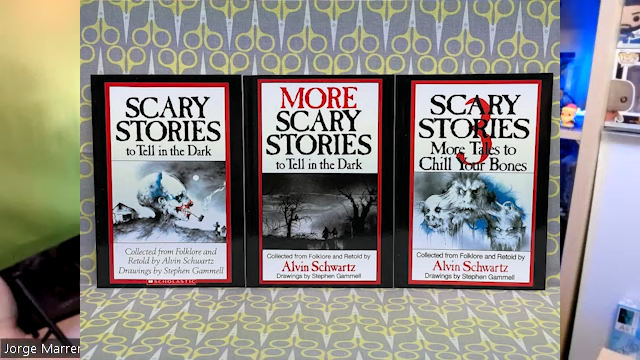 SCARY
STORIES
to Tell in the Dark
Collected from Folklore and
Retold by Alvin Schwartz
Drawings by Stephen Gammell
SCHOLASTIC
MORE
SCARY
STORIES
to Tell in the Dark
Collected from Folklore and Retold by
Alvin Schwartz
Drawings by Stephen Gammell
SCARY
STORIES
3
More Tales to
Chill Your Bones
Collected from Folklore and Retold by
Alvin Schwartz
Drawings by Stephen Gammell
Jorge Marrer